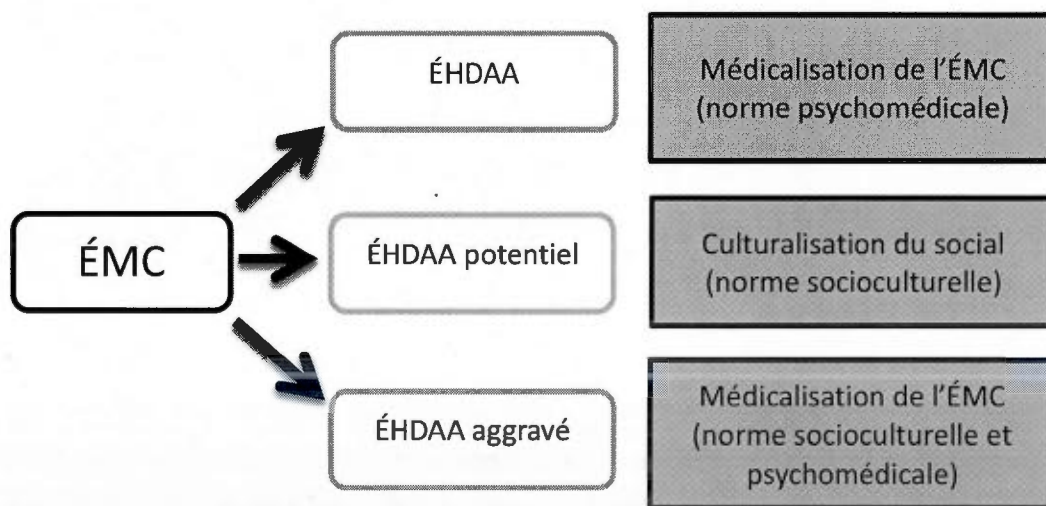 ÉHDAA
Médicalisation de l'ÉMC
(norme psychomédicale)
ÉMC
ÉHDAA potentiel
Culturalisation du social
(norme socioculturelle)
ÉHDAA aggravé
Médicalisation de l'ÉMC
(norme socioculturelle et
psychomédicale)